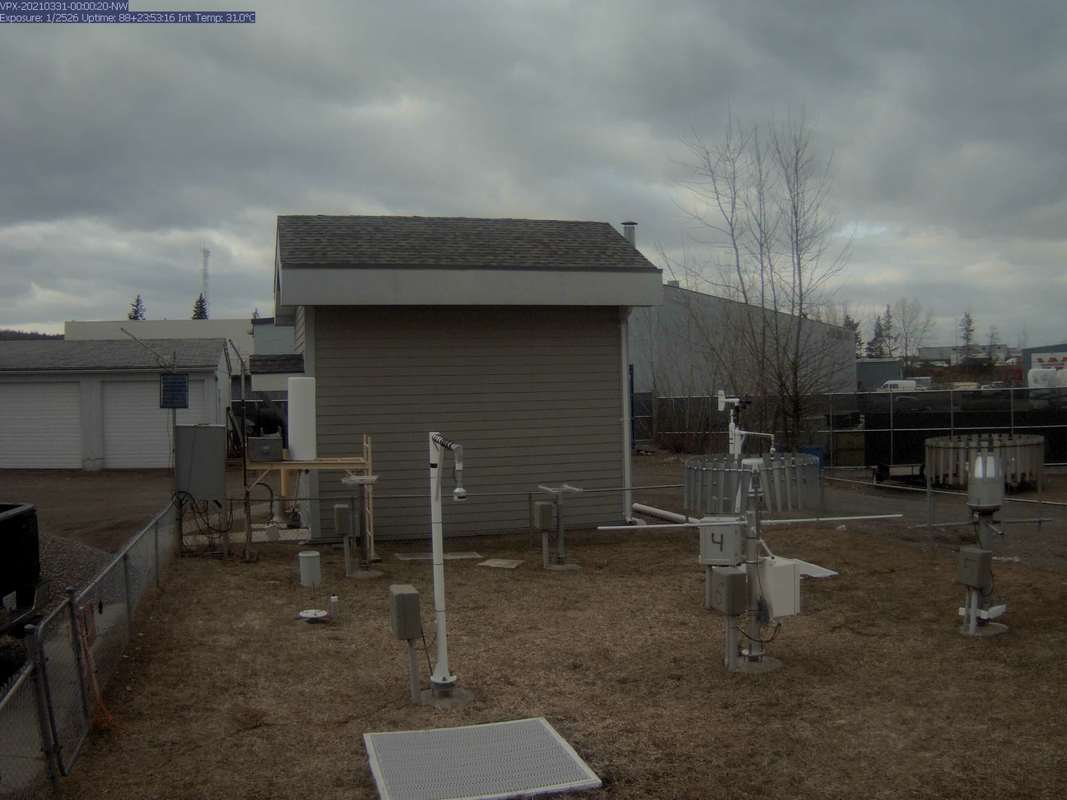 VPX-20210331-00:00:20-NW
Exposure: 1/2526 Uptime: 88+23:53:16 Int Temp: 31.0°C
4